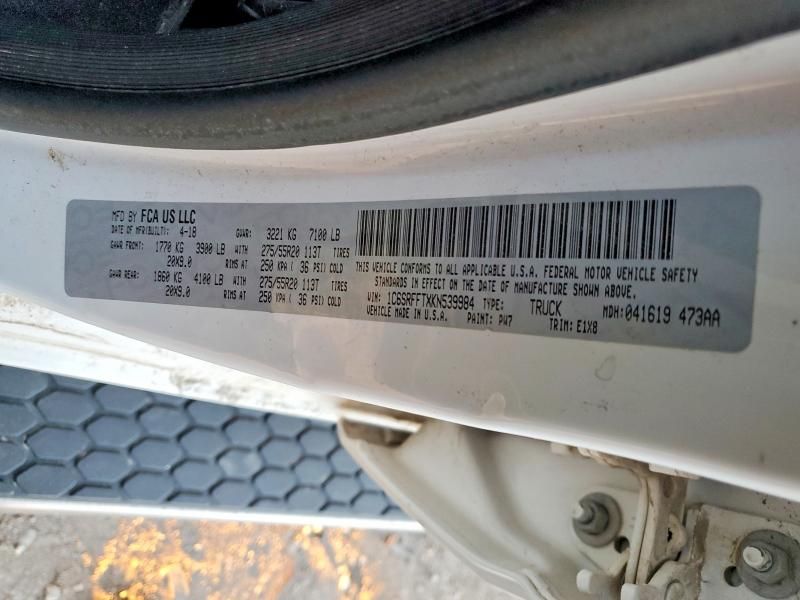 MFD BY FCA US LLC
DATE OF MFR(BUILT): 4-18 GVWR: 3221 KG 7100 LB
GAWR FRONT: 1770 KG 3900 LB WITH 275/55R20 113T TIRES
20X9.0 RIMS AT 250 KPA ( 36 PSI) COLD
GAWR REAR: 1860 KG 4100 LB WITH 275/55R20 113T TIRES
20X9.0 RIMS AT 250 KPA ( 36 PSI) COLD
THIS VEHICLE CONFORMS TO ALL APPLICABLE U.S.A. FEDERAL MOTOR VEHICLE SAFETY
STANDARDS IN EFFECT ON THE DATE OF MANUFACTURE SHOWN ABOVE.
VIN: 1C6SRFFTXKN539984 TYPE: TRUCK MDH: 041619 473AA
VEHICLE MADE IN U.S.A. PAINT: PW7 TRIM: E1X8